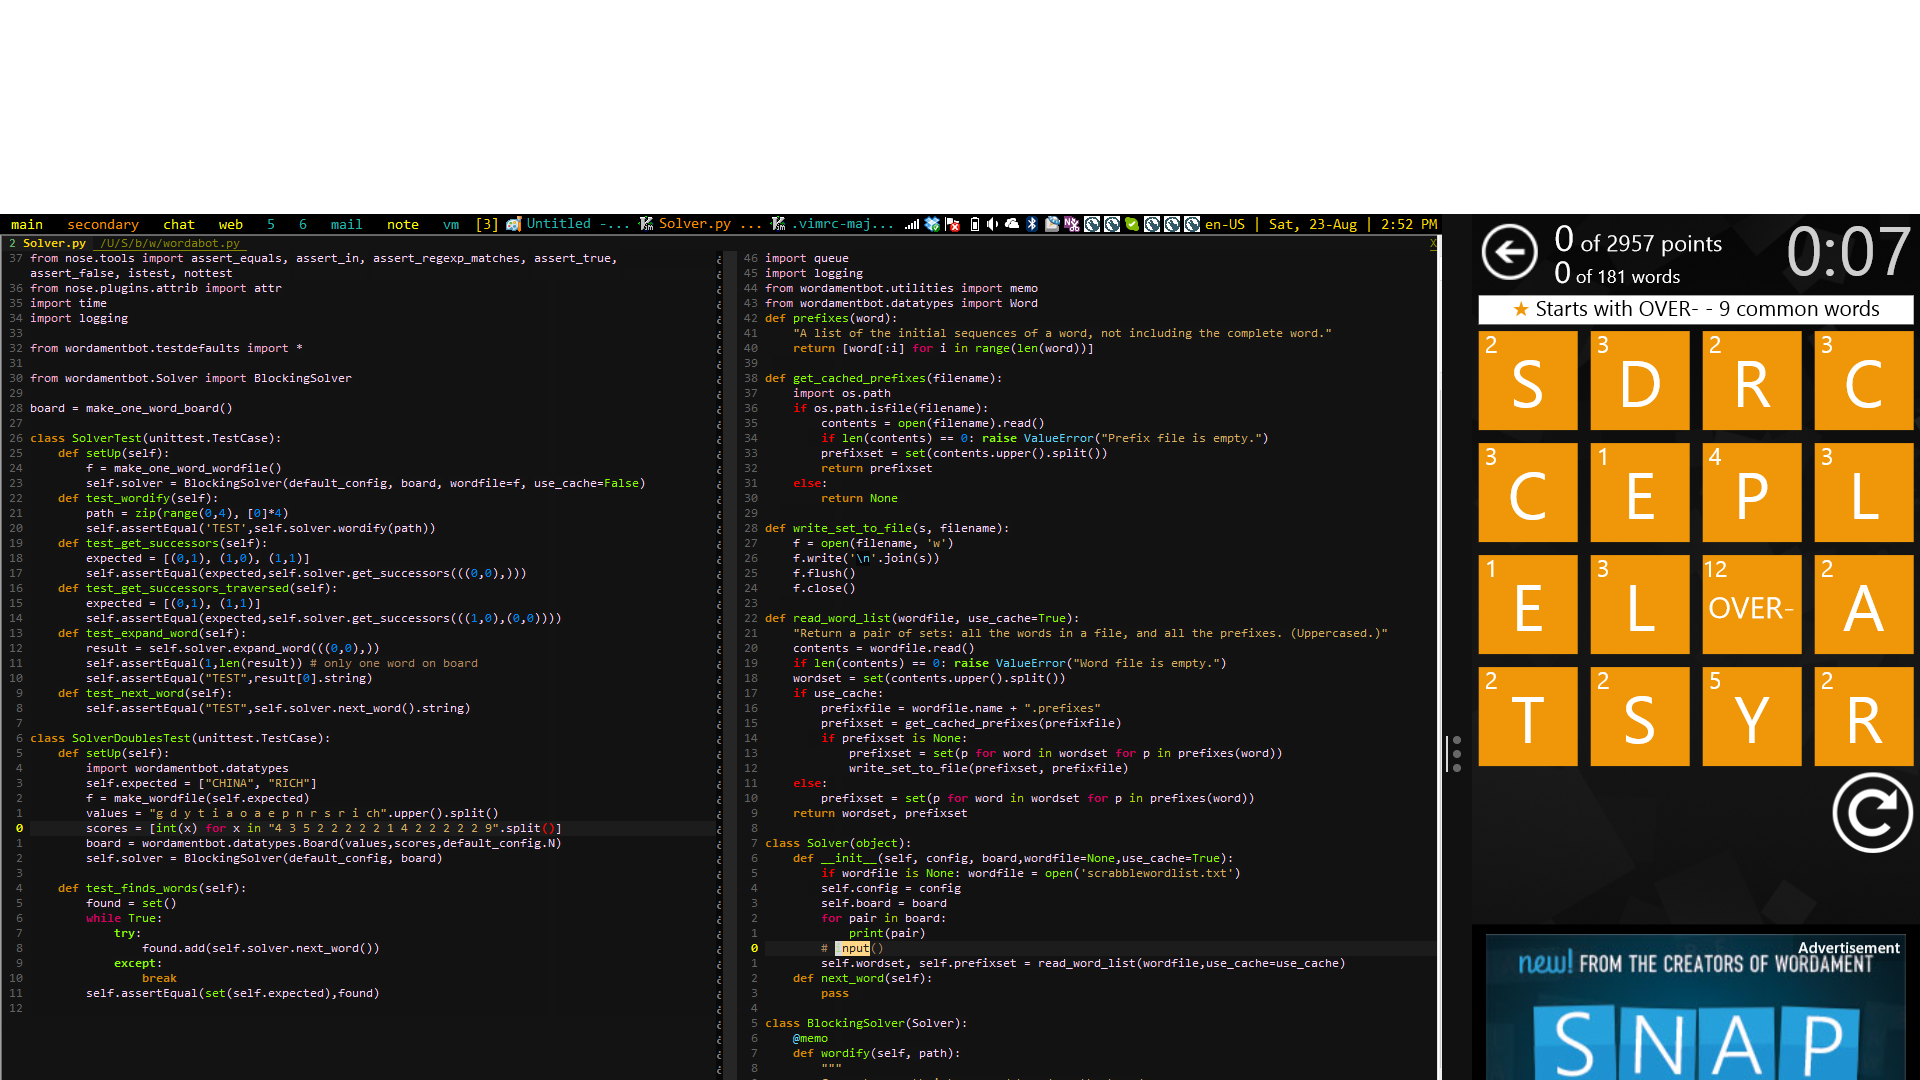 main secondary chat web 5 6 mail note vm [3] Untitled -... Solver.py ... .vimrc-maj... en-US | Sat, 23-Aug | 2:52 PM
2 Solver.py /U/S/b/w/wordabot.py X
37 from nose.tools import assert_equals, assert_in, assert_regexp_matches, assert_true,
assert_false, istest, nottest
36 from nose.plugins.attrib import attr
35 import time
34 import logging
33
32 from wordamentbot.testdefaults import *
31
30 from wordamentbot.Solver import BlockingSolver
29
28 board = make_one_word_board()
27
26 class SolverTest(unittest.TestCase):
25 def setUp(self):
24 f = make_one_word_wordfile()
23 self.solver = BlockingSolver(default_config, board, wordfile=f, use_cache=False)
22 def test_wordify(self):
21 path = zip(range(0,4), [0]*4)
20 self.assertEqual('TEST',self.solver.wordify(path))
19 def test_get_successors(self):
18 expected = [(0,1), (1,0), (1,1)]
17 self.assertEqual(expected,self.solver.get_successors(((0,0),)))
16 def test_get_successors_traversed(self):
15 expected = [(0,1), (1,1)]
14 self.assertEqual(expected,self.solver.get_successors(((1,0),(0,0))))
13 def test_expand_word(self):
12 result = self.solver.expand_word(((0,0),))
11 self.assertEqual(1,len(result)) # only one word on board
10 self.assertEqual("TEST",result[0].string)
9 def test_next_word(self):
8 self.assertEqual("TEST",self.solver.next_word().string)
7
6 class SolverDoublesTest(unittest.TestCase):
5 def setUp(self):
4 import wordamentbot.datatypes
3 self.expected = ["CHINA", "RICH"]
2 f = make_wordfile(self.expected)
1 values = "g d y t i a o a e p n r s r i ch".upper().split()
0 scores = [int(x) for x in "4 3 5 2 2 2 2 2 1 4 2 2 2 2 2 9".split()]
1 board = wordamentbot.datatypes.Board(values,scores,default_config.N)
2 self.solver = BlockingSolver(default_config, board)
3
4 def test_finds_words(self):
5 found = set()
6 while True:
7 try:
8 found.add(self.solver.next_word())
9 except:
10 break
11 self.assertEqual(set(self.expected),found)
12
46 import queue
45 import logging
44 from wordamentbot.utilities import memo
43 from wordamentbot.datatypes import Word
42 def prefixes(word):
41 "A list of the initial sequences of a word, not including the complete word."
40 return [word[:i] for i in range(len(word))]
39
38 def get_cached_prefixes(filename):
37 import os.path
36 if os.path.isfile(filename):
35 contents = open(filename).read()
34 if len(contents) == 0: raise ValueError("Prefix file is empty.")
33 prefixset = set(contents.upper().split())
32 return prefixset
31 else:
30 return None
29
28 def write_set_to_file(s, filename):
27 f = open(filename, 'w')
26 f.write('\n'.join(s))
25 f.flush()
24 f.close()
23
22 def read_word_list(wordfile, use_cache=True):
21 "Return a pair of sets: all the words in a file, and all the prefixes. (Uppercased.)"
20 contents = wordfile.read()
19 if len(contents) == 0: raise ValueError("Word file is empty.")
18 wordset = set(contents.upper().split())
17 if use_cache:
16 prefixfile = wordfile.name + ".prefixes"
15 prefixset = get_cached_prefixes(prefixfile)
14 if prefixset is None:
13 prefixset = set(p for word in wordset for p in prefixes(word))
12 write_set_to_file(prefixset, prefixfile)
11 else:
10 prefixset = set(p for word in wordset for p in prefixes(word))
9 return wordset, prefixset
8
7 class Solver(object):
6 def __init__(self, config, board,wordfile=None,use_cache=True):
5 if wordfile is None: wordfile = open('scrabblewordlist.txt')
4 self.config = config
3 self.board = board
2 for pair in board:
1 print(pair)
0 # nput()
1 self.wordset, self.prefixset = read_word_list(wordfile,use_cache=use_cache)
2 def next_word(self):
3 pass
4
5 class BlockingSolver(Solver):
6 @memo
7 def wordify(self, path):
8 """
0 of 2957 points
0 of 181 words
0:07
★ Starts with OVER- - 9 common words
2 S 3 D 2 R 3 C
3 C 1 E 4 P 3 L
1 E 3 L 12 OVER- 2 A
2 T 2 S 5 Y 2 R
Advertisement
new! FROM THE CREATORS OF WORDAMENT
SNAP